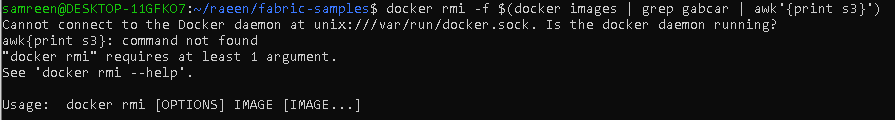 samreen@DESKTOP-11GFKO7:~/raeen/fabric-samples$ docker rmi -f $(docker images | grep gabcar | awk'{print s3}')
Cannot connect to the Docker daemon at unix:///var/run/docker.sock. Is the docker daemon running?
awk{print s3}: command not found
"docker rmi" requires at least 1 argument.
See 'docker rmi --help'.
Usage:  docker rmi [OPTIONS] IMAGE [IMAGE...]